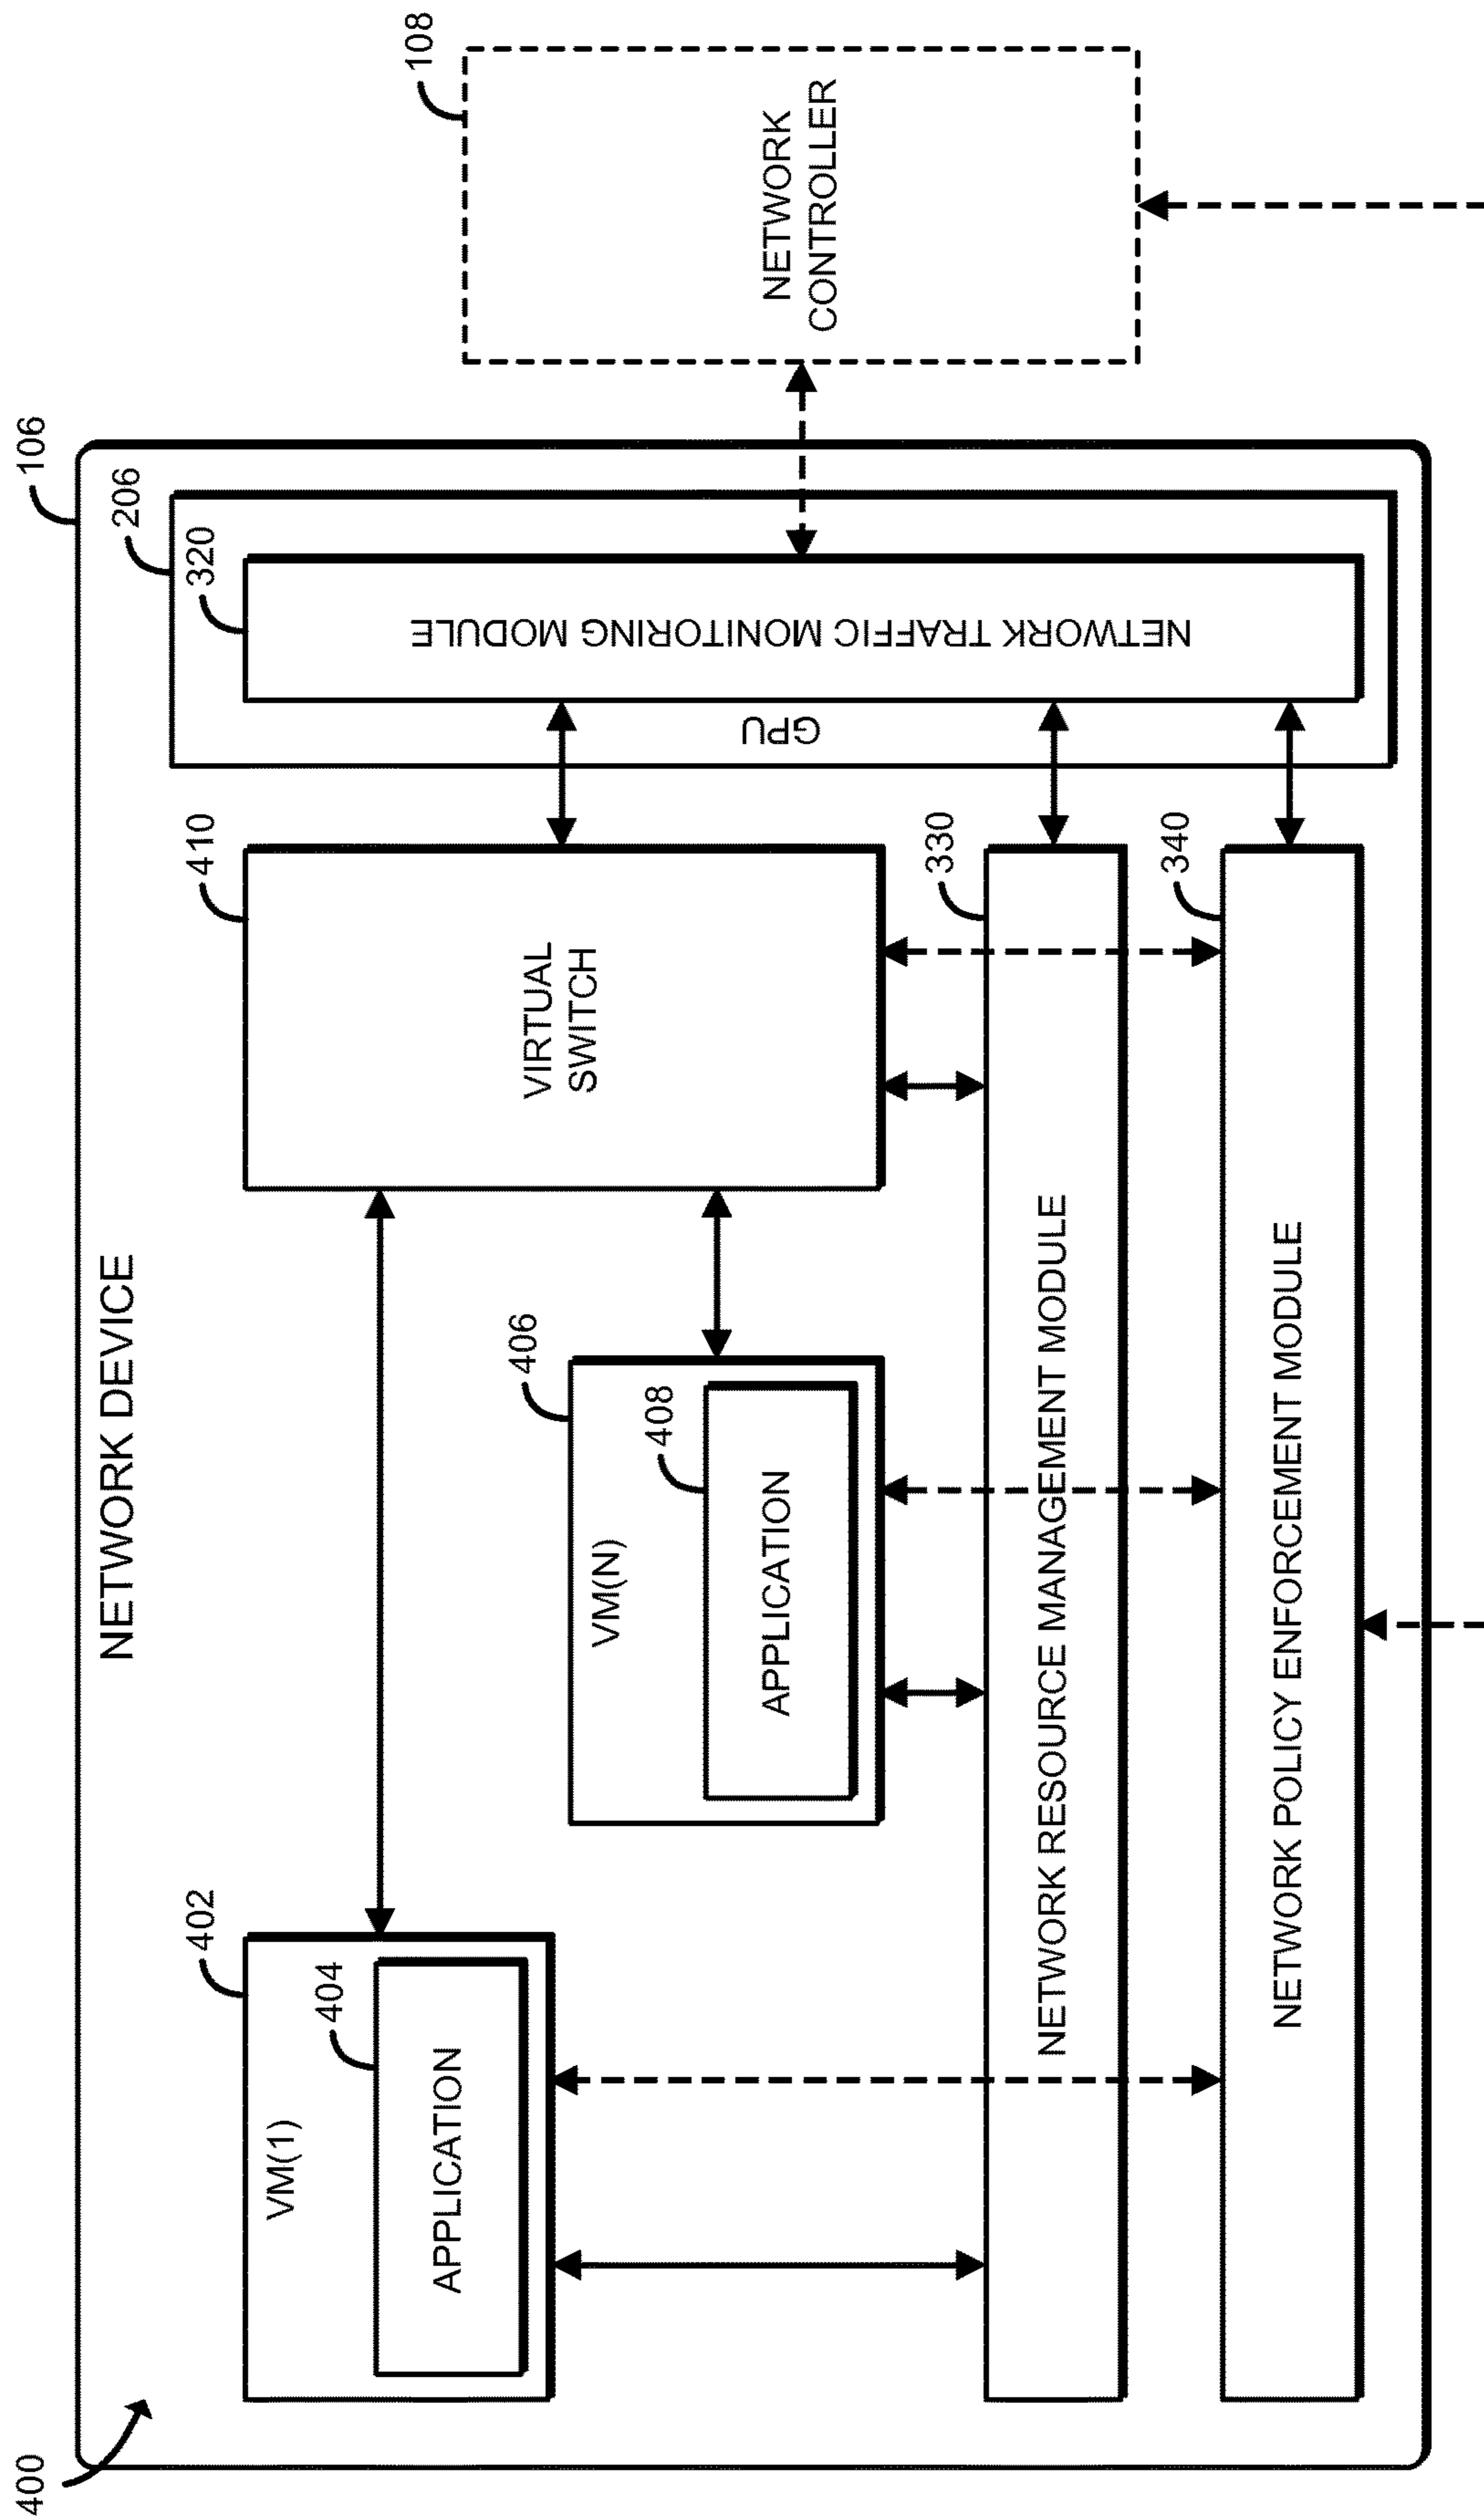 400
NETWORK DEVICE
106
402
VM(1)
404
APPLICATION
406
VM(N)
408
APPLICATION
410
VIRTUAL
SWITCH
206
320
GPU
NETWORK TRAFFIC MONITORING MODULE
108
NETWORK
CONTROLLER
330
NETWORK RESOURCE MANAGEMENT MODULE
340
NETWORK POLICY ENFORCEMENT MODULE